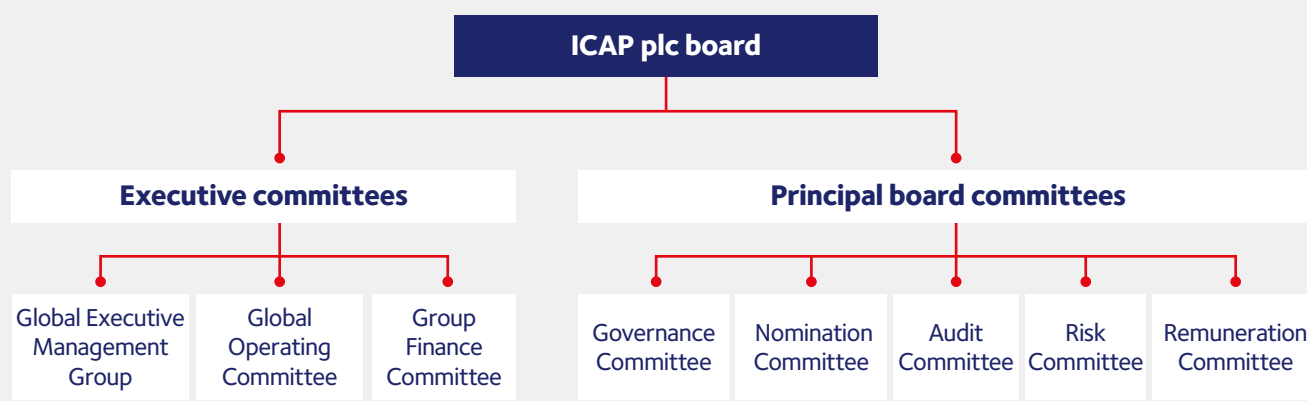 ICAP plc board
Executive committees
Principal board committees
Global Executive
Management
Group
Global
Operating
Committee
Group
Finance
Committee
Governance
Committee
Nomination
Committee
Audit
Committee
Risk
Committee
Remuneration
Committee